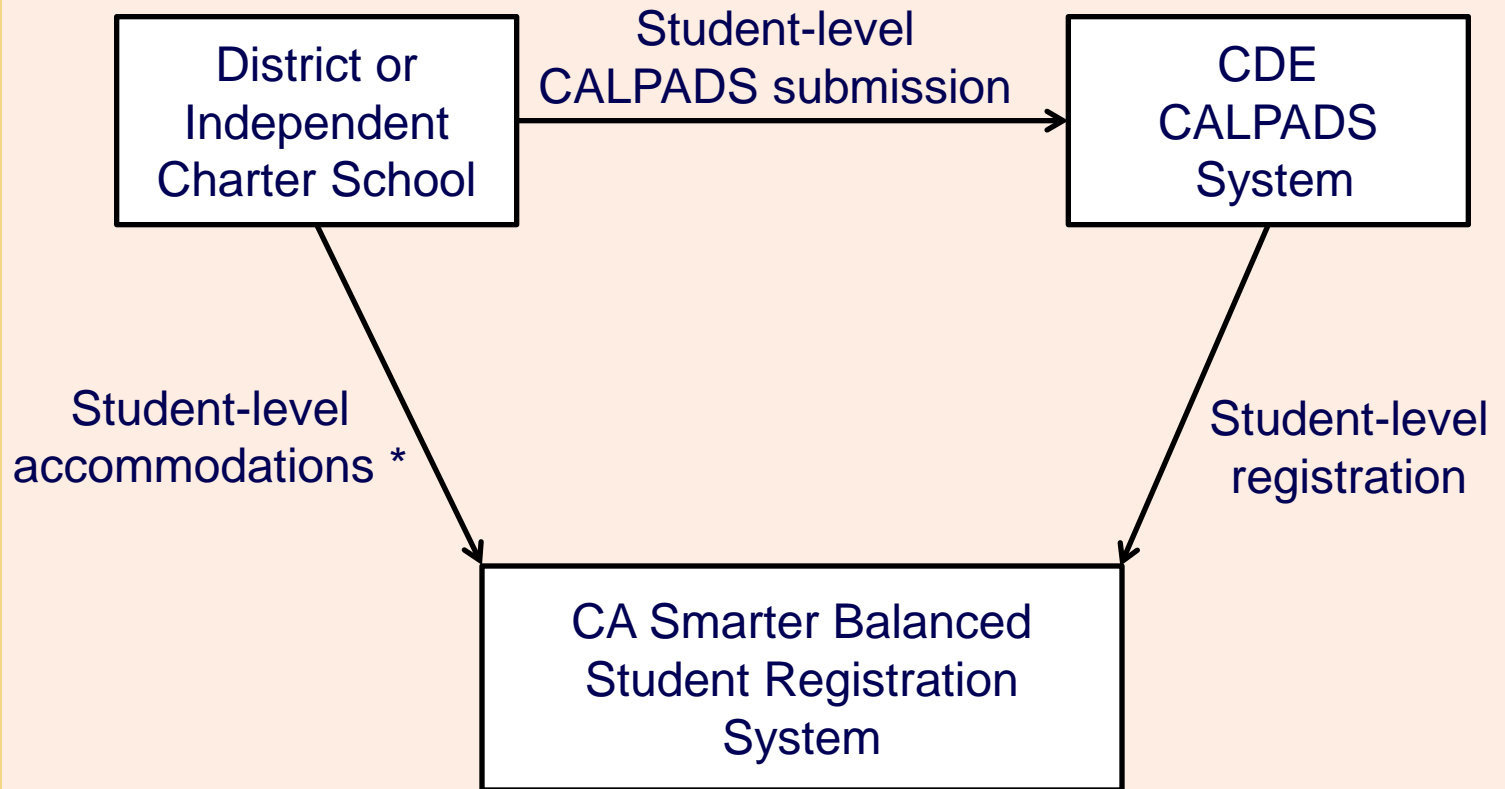 District or
Independent
Charter School
Student-level
CALPADS submission
CDE
CALPADS
System
Student-level
accommodations *
Student-level
registration
CA Smarter Balanced
Student Registration
System